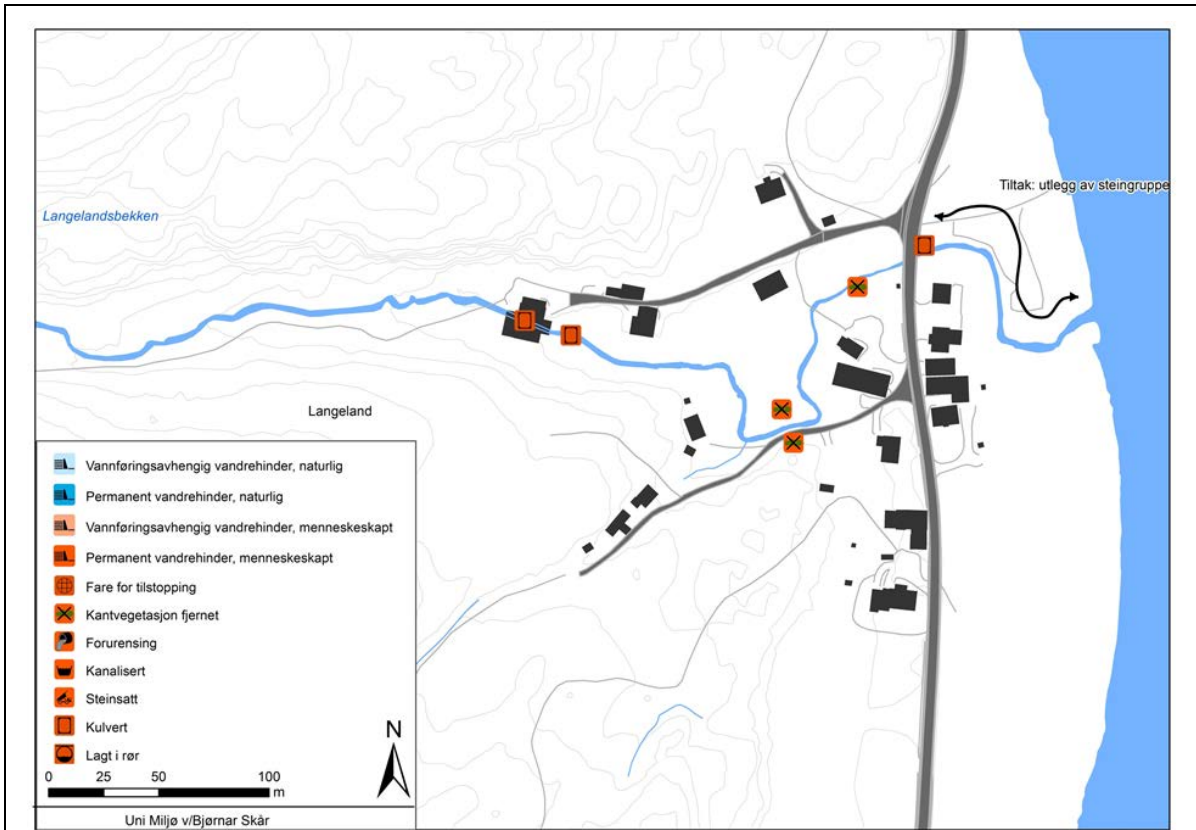 Tiltak: utlegg av steingruppe
Langelandsbekken
Langeland
Vannføringsavhengig vandrehinder, naturlig
Permanent vandrehinder, naturlig
Vannføringsavhengig vandrehinder, menneskeskapt
Permanent vandrehinder, menneskeskapt
Fare for tilstopping
Kantvegetasjon fjernet
Forurensing
Kanalisert
Steinsatt
Kulvert
Lagt i rør
N
0 25 50 100
m
Uni Miljø v/Bjørnar Skår